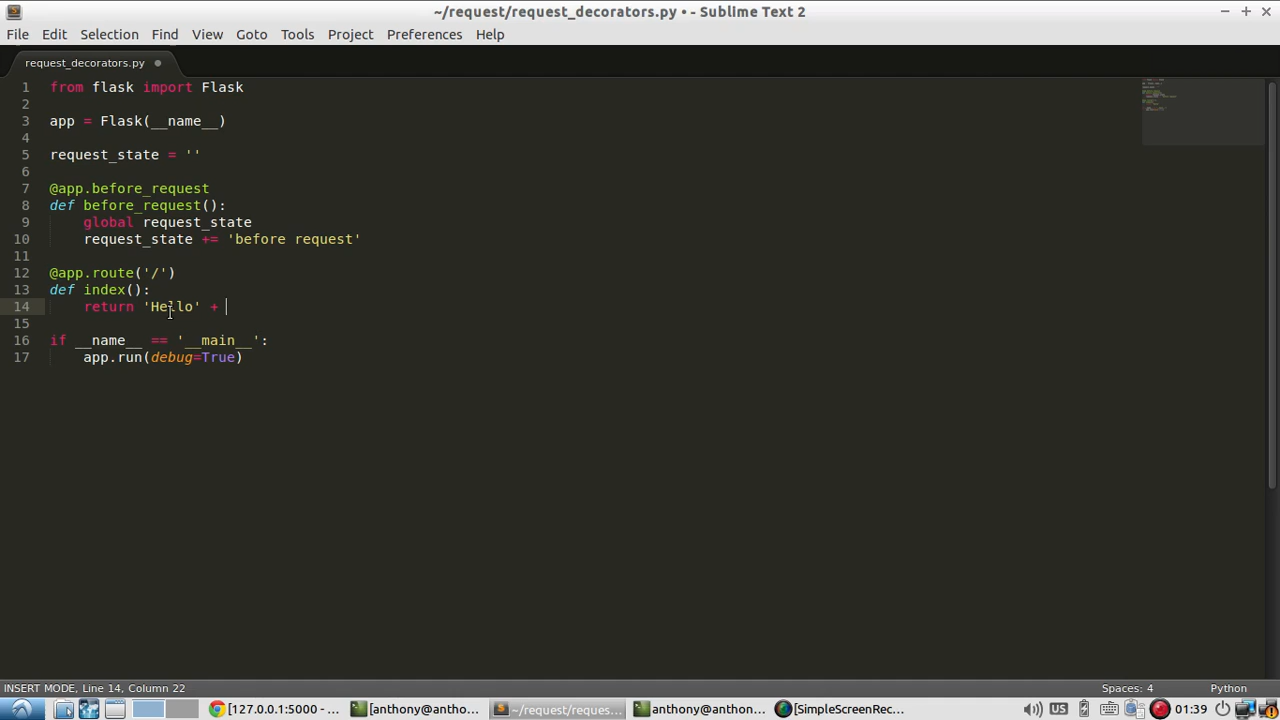 ~/request/request_decorators.py • - Sublime Text 2
File Edit Selection Find View Goto Tools Project Preferences Help
request_decorators.py
1 from flask import Flask
2
3 app = Flask(__name__)
4
5 request_state = ''
6
7 @app.before_request
8 def before_request():
9 global request_state
10 request_state += 'before request'
11
12 @app.route('/')
13 def index():
14 return 'Hello' +
15
16 if __name__ == '__main__':
17 app.run(debug=True)
INSERT MODE, Line 14, Column 22 Spaces: 4 Python
[127.0.0.1:5000 - ... [anthony@antho... ~/request/reques... anthony@anthon... [SimpleScreenRec... US 01:39